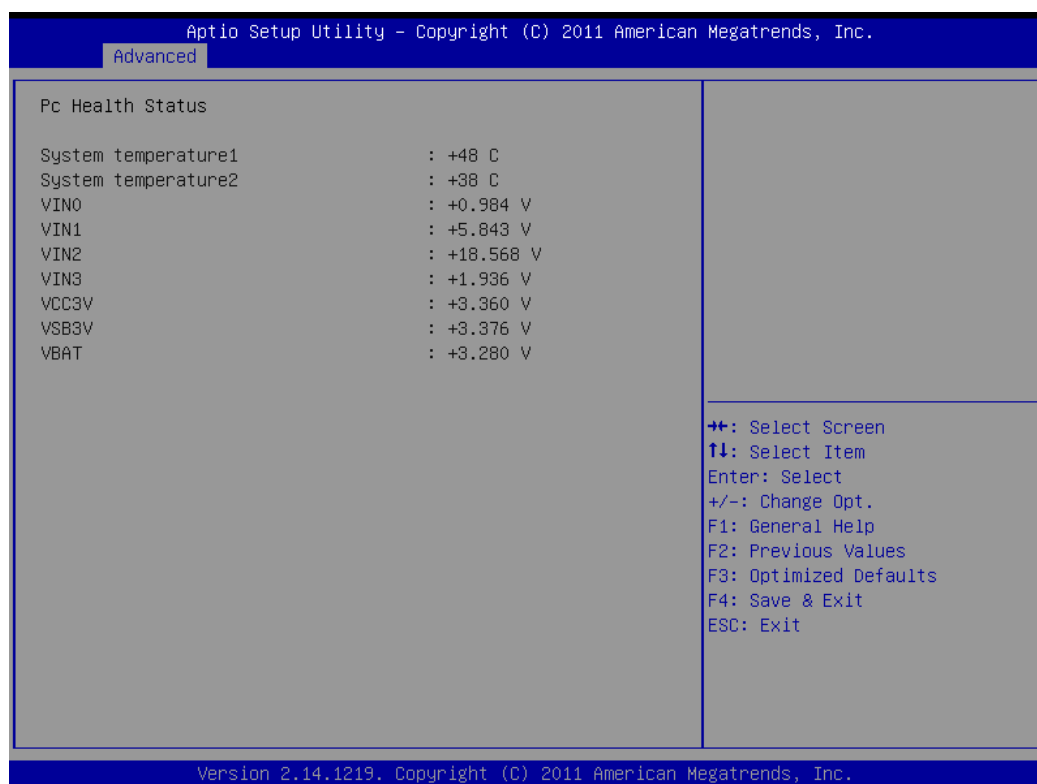 Aptio Setup Utility – Copyright (C) 2011 American Megatrends, Inc.
Advanced
Pc Health Status
System temperature1 : +48 C
System temperature2 : +38 C
VIN0 : +0.984 V
VIN1 : +5.843 V
VIN2 : +18.568 V
VIN3 : +1.936 V
VCC3V : +3.360 V
VSB3V : +3.376 V
VBAT : +3.280 V
→←: Select Screen
↑↓: Select Item
Enter: Select
+/-: Change Opt.
F1: General Help
F2: Previous Values
F3: Optimized Defaults
F4: Save & Exit
ESC: Exit
Version 2.14.1219. Copyright (C) 2011 American Megatrends, Inc.